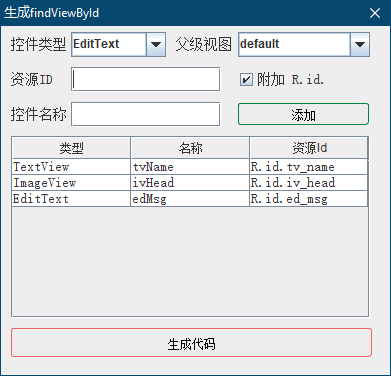 生成findViewById
控件类型 EditText 父级视图 default
资源ID 附加 R.id.
控件名称 添加
类型 名称 资源Id
TextView tvName R.id.tv_name
ImageView ivHead R.id.iv_head
EditText edMsg R.id.ed_msg
生成代码